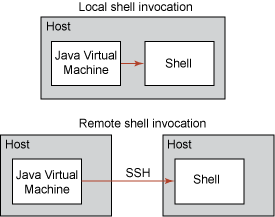 Local shell invocation
Host
Java Virtual
Machine
Shell
Remote shell invocation
Host
Host
Java Virtual
Machine
SSH
Shell